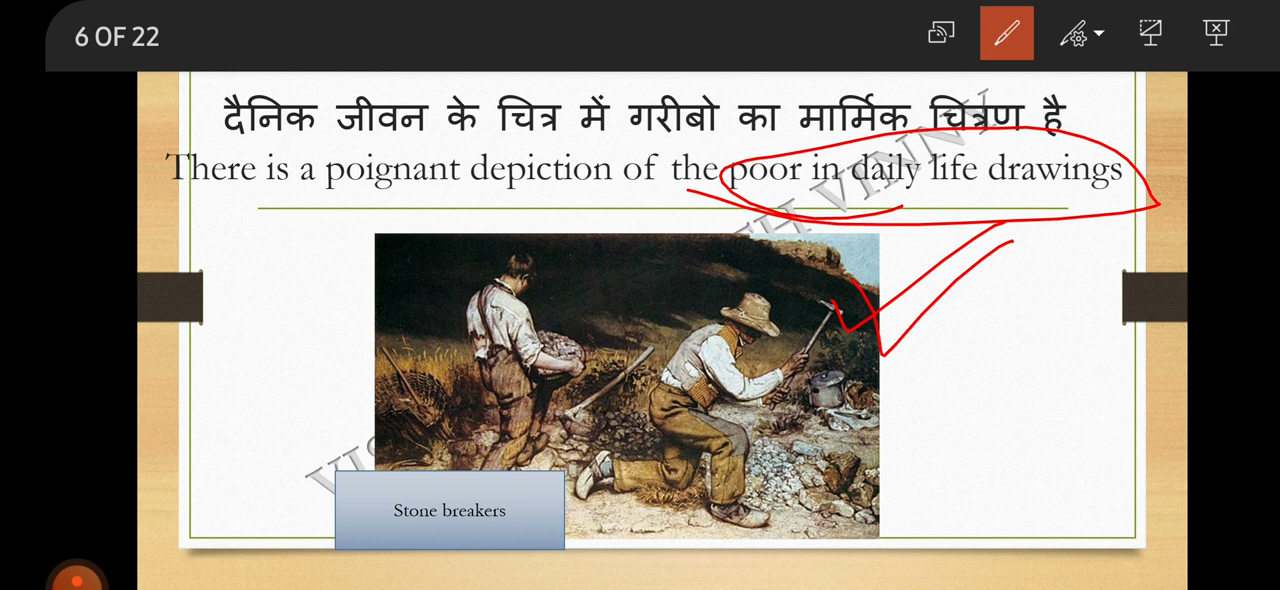 6 OF 22
दैनिक जीवन के चित्र में गरीबो का मार्मिक चित्रण है
There is a poignant depiction of the poor in daily life drawings
Stone breakers